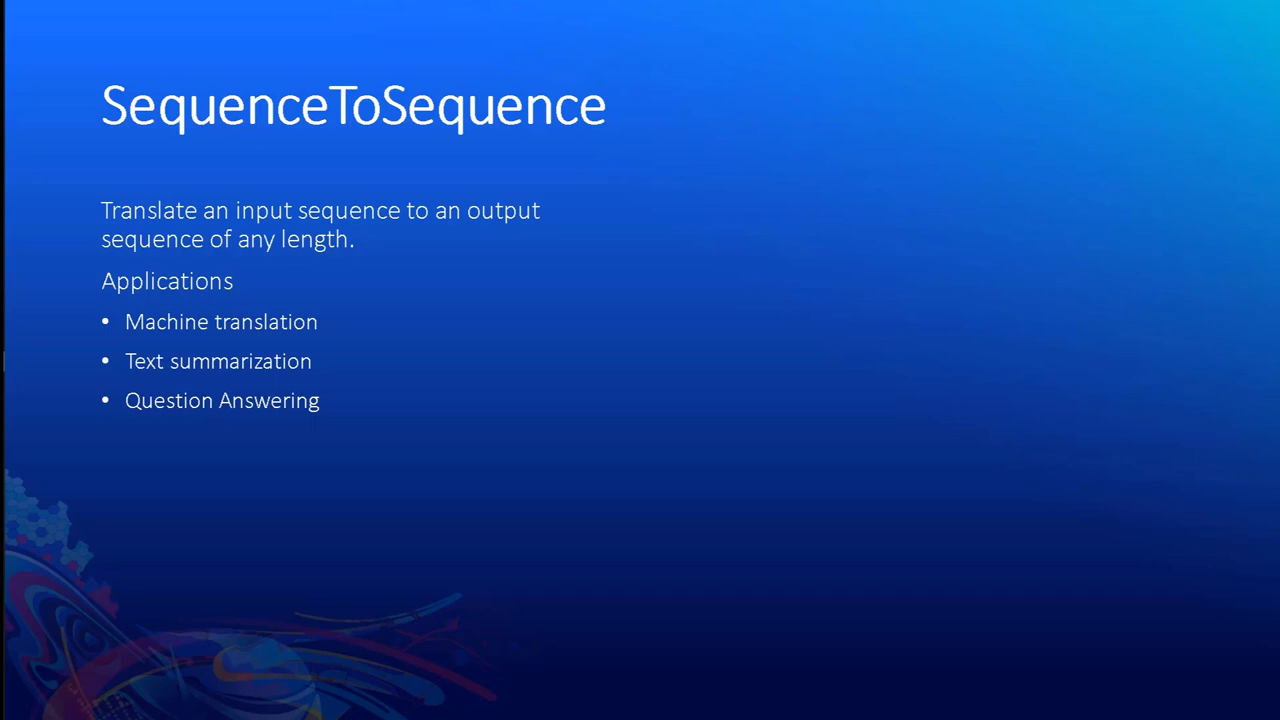 SequenceToSequence
Translate an input sequence to an output
sequence of any length.
Applications
• Machine translation
• Text summarization
• Question Answering